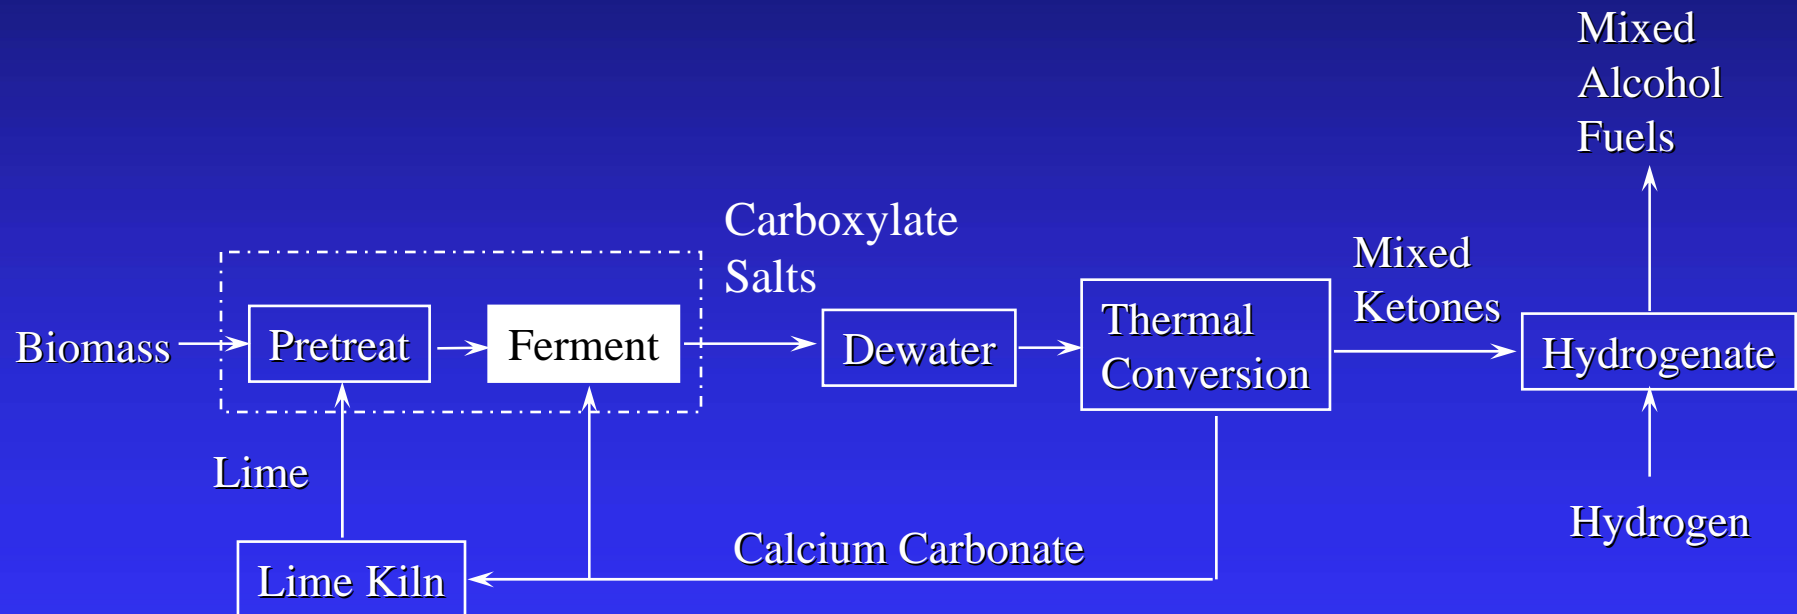 Mixed
Alcohol
Fuels
Carboxylate
Salts
Mixed
Ketones
Biomass
Pretreat
Ferment
Dewater
Thermal
Conversion
Hydrogenate
Lime
Hydrogen
Calcium Carbonate
Lime Kiln